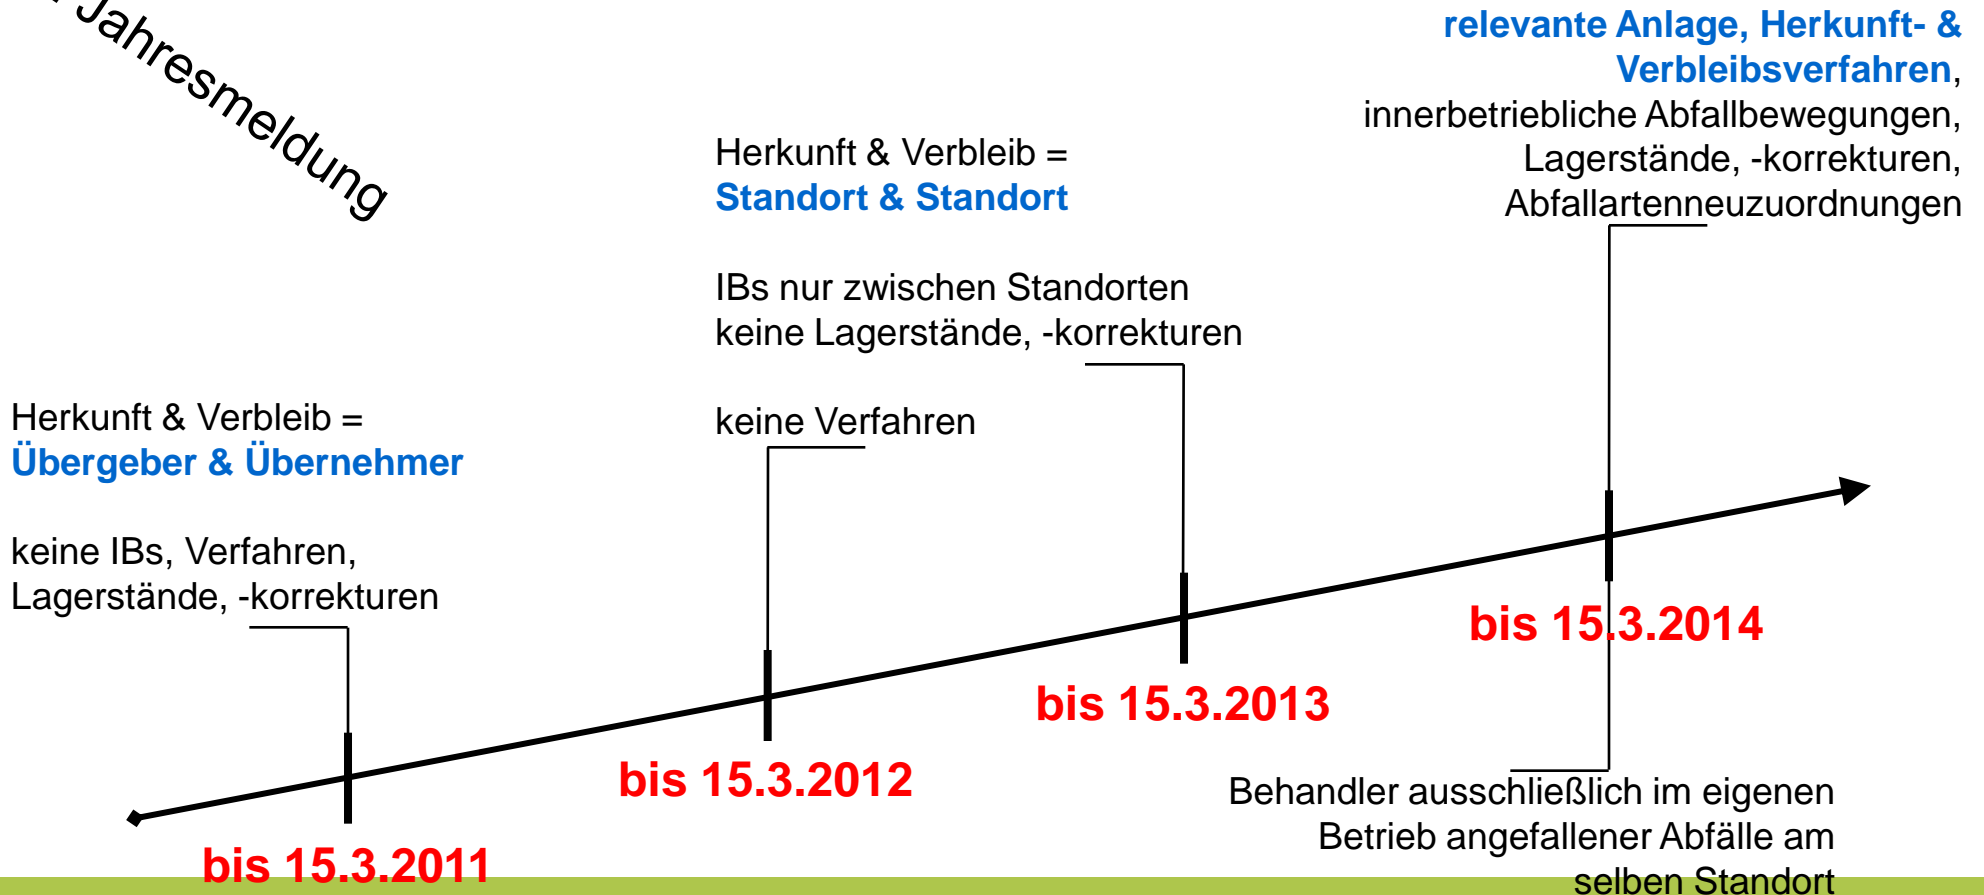 Jahresmeldung
relevante Anlage, Herkunft- &
Verbleibsverfahren,
innerbetriebliche Abfallbewegungen,
Lagerstände, -korrekturen,
Abfallartenneuzuordnungen
Herkunft & Verbleib =
Standort & Standort
IBs nur zwischen Standorten
keine Lagerstände, -korrekturen
keine Verfahren
Herkunft & Verbleib =
Übergeber & Übernehmer
keine IBs, Verfahren,
Lagerstände, -korrekturen
bis 15.3.2014
bis 15.3.2013
bis 15.3.2012
bis 15.3.2011
Behandler ausschließlich im eigenen
Betrieb angefallener Abfälle am
selben Standort